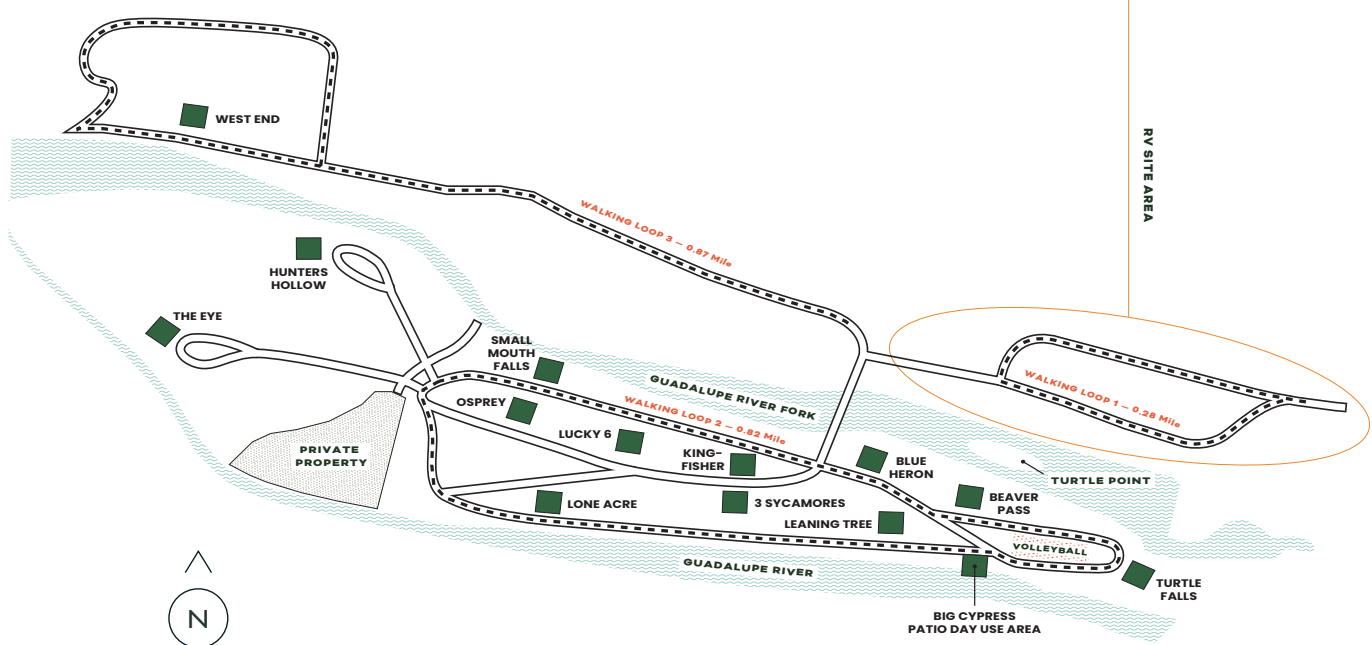 WEST END
RV SITE AREA
WALKING LOOP 3 — 0.87 Mile
HUNTERS
HOLLOW
THE EYE
SMALL
MOUTH
FALLS
GUADALUPE RIVER FORK
WALKING LOOP 1 — 0.28 Mile
OSPREY
WALKING LOOP 2 — 0.82 Mile
LUCKY 6
KING-
FISHER
PRIVATE
PROPERTY
BLUE
HERON
TURTLE POINT
LONE ACRE
3 SYCAMORES
BEAVER
PASS
LEANING TREE
VOLLEYBALL
GUADALUPE RIVER
TURTLE
FALLS
BIG CYPRESS
PATIO DAY USE AREA
N